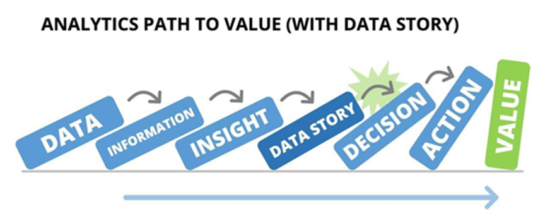 ANALYTICS PATH TO VALUE (WITH DATA STORY)
DATA
INFORMATION
INSIGHT
DATA STORY
DECISION
ACTION
VALUE